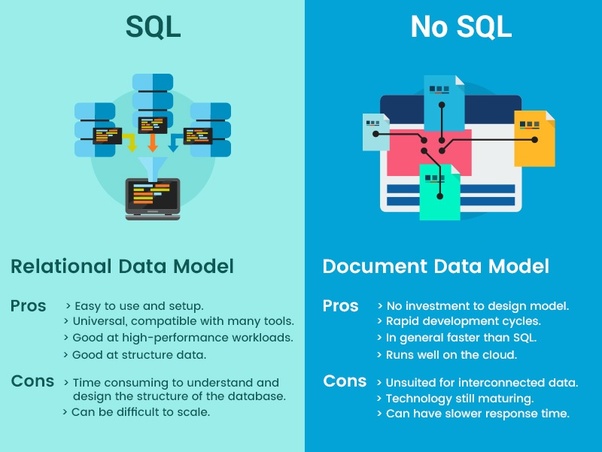 SQL
Relational Data Model
Pros
> Easy to use and setup.
> Universal, compatible with many tools.
> Good at high-performance workloads.
> Good at structure data.
Cons
> Time consuming to understand and
design the structure of the database.
> Can be difficult to scale.
No SQL
Document Data Model
Pros
> No investment to design model.
> Rapid development cycles.
> In general faster than SQL.
> Runs well on the cloud.
Cons
> Unsuited for interconnected data.
> Technology still maturing.
> Can have slower response time.